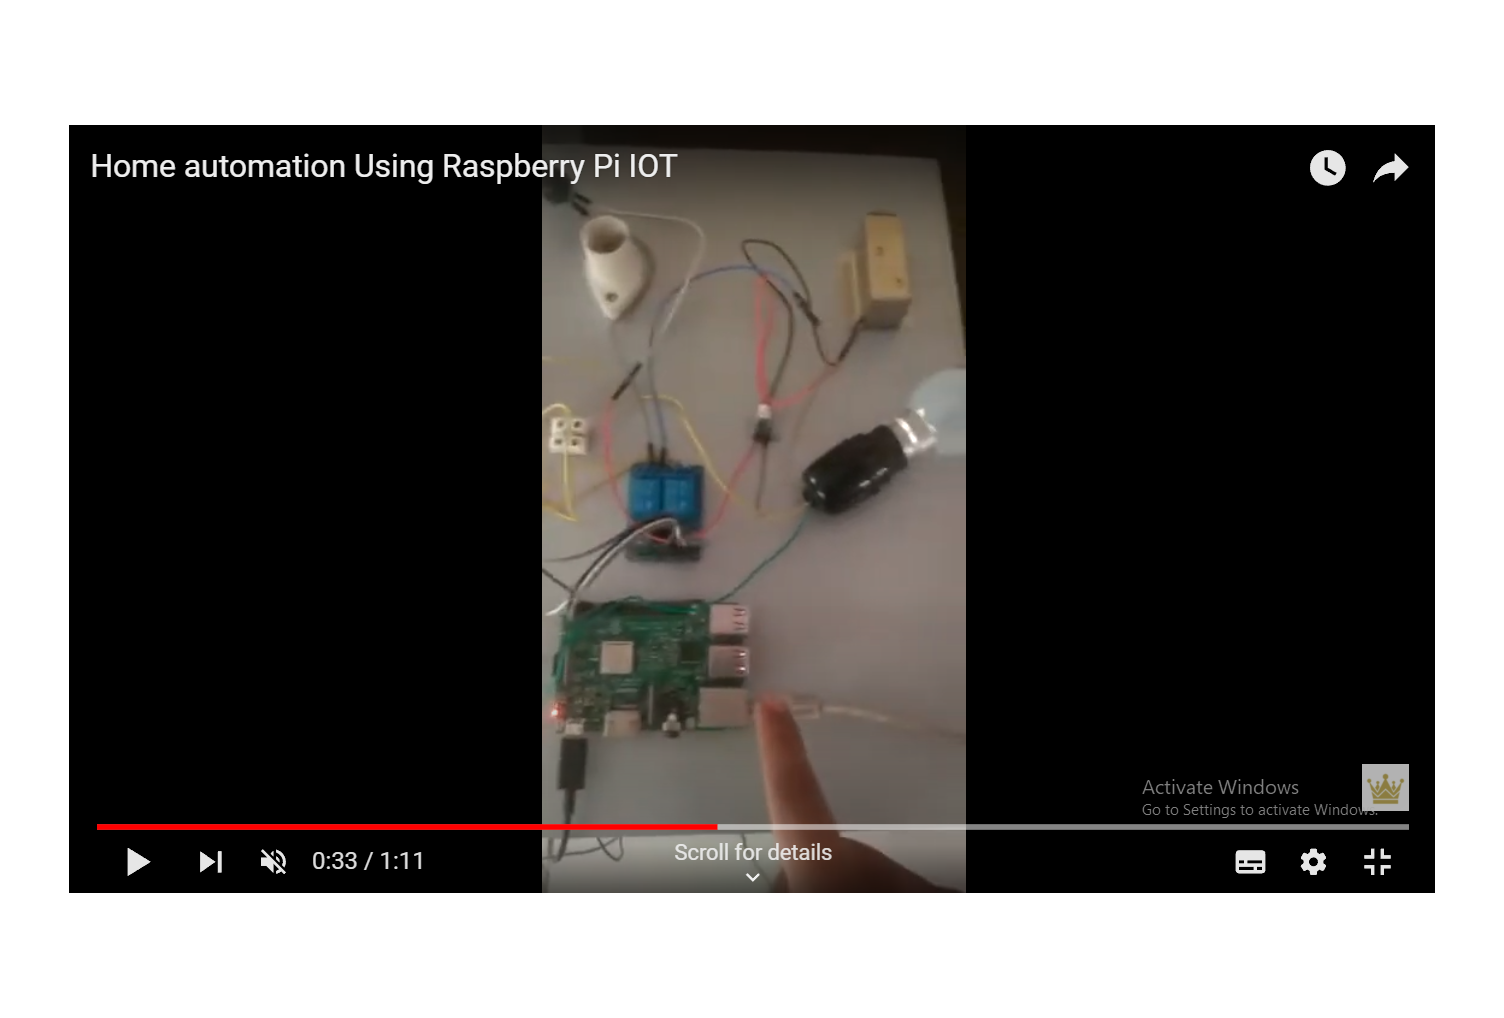 Home automation Using Raspberry Pi IOT
Activate Windows
Go to Settings to activate Windows.
0:33 / 1:11
Scroll for details